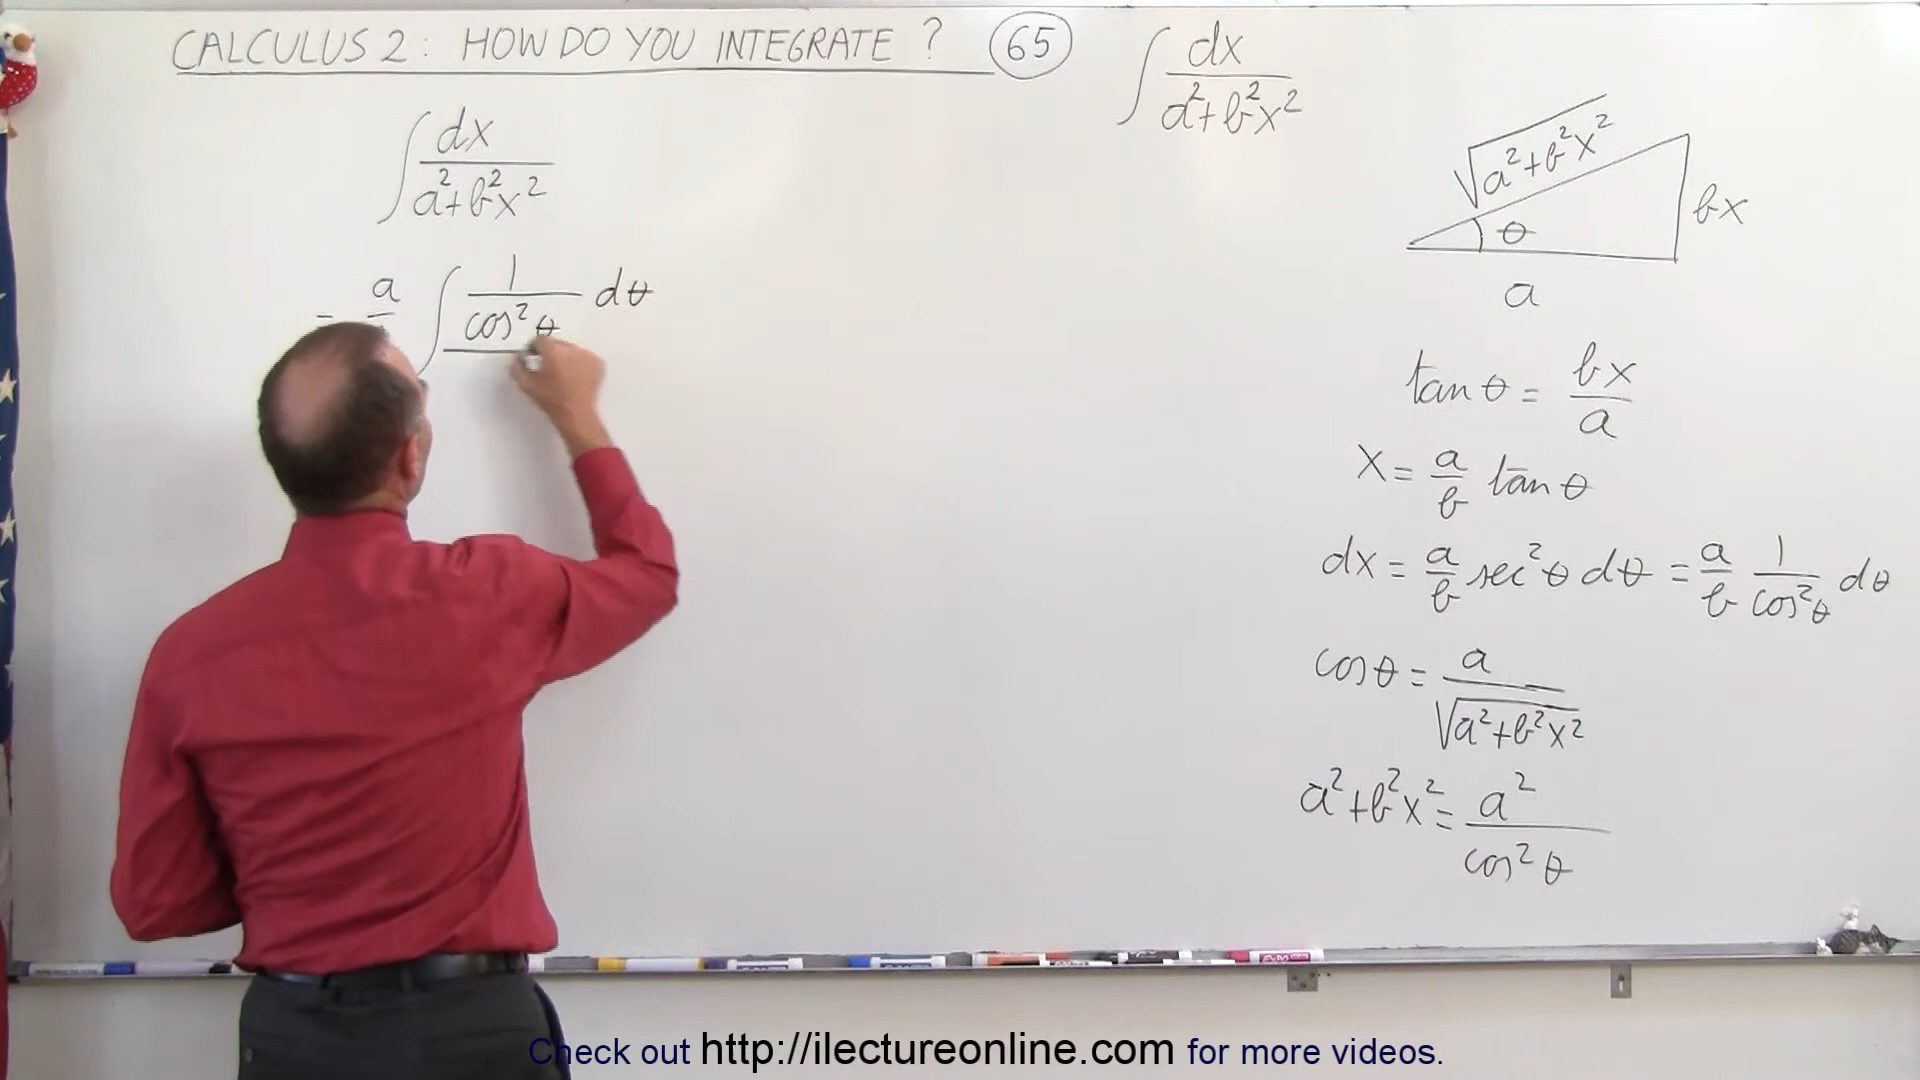 CALCULUS 2: HOW DO YOU INTEGRATE? 65
∫ dx / (a² + b²x²)
∫ dx / (a² + b²x²)
= a ∫ 1 / cos²θ dθ
√(a² + b²x²)
bx
θ
a
tan θ = bx / a
x = a/b tan θ
dx = a/b sec²θ dθ = a/b 1/cos²θ dθ
cos θ = a / √(a² + b²x²)
a² + b²x² = a² / cos²θ
Check out http://ilectureonline.com for more videos.